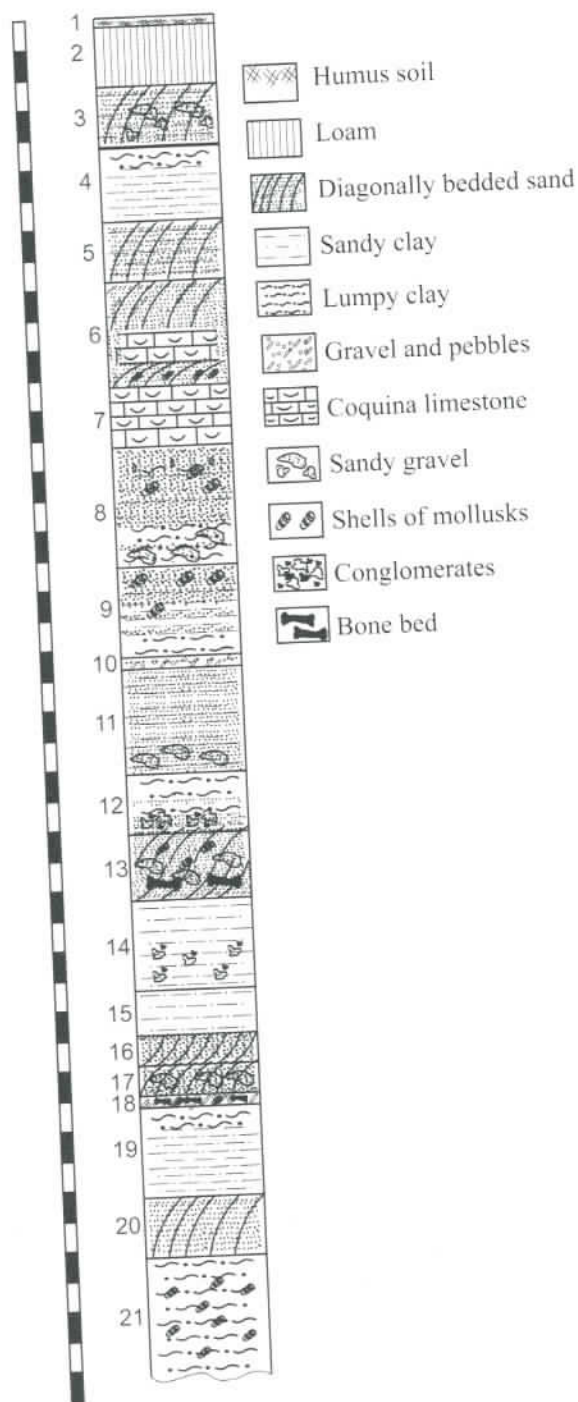 1
2
3
4
5
6
7
8
9
10
11
12
13
14
15
16
17
18
19
20
21
Humus soil
Loam
Diagonally bedded sand
Sandy clay
Lumpy clay
Gravel and pebbles
Coquina limestone
Sandy gravel
Shells of mollusks
Conglomerates
Bone bed